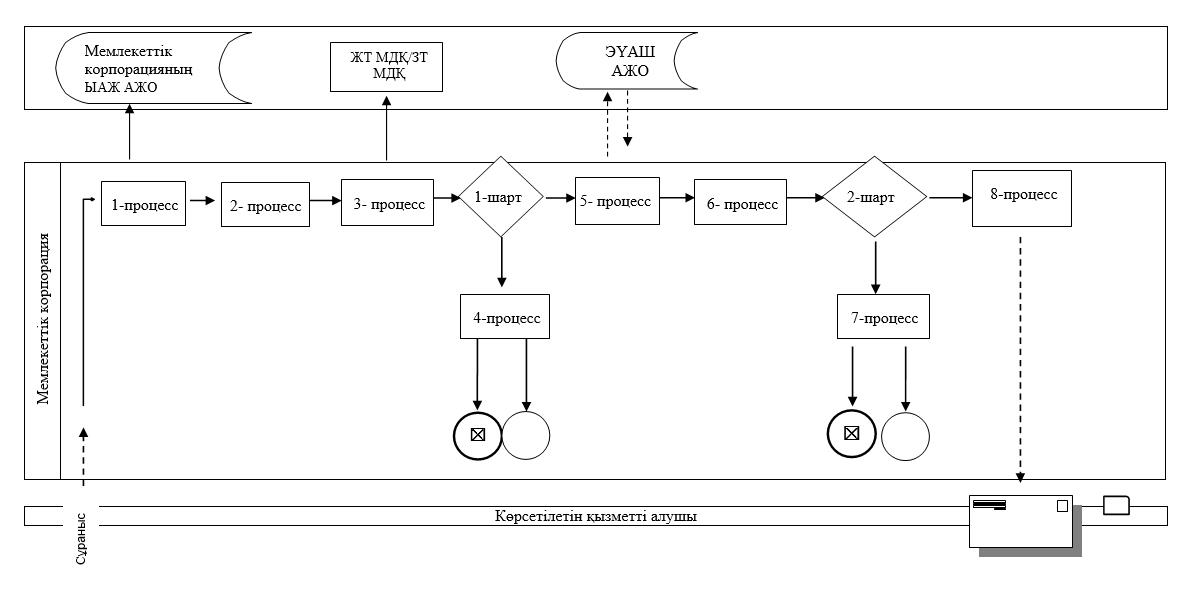 Мемлекеттік
корпорацияның
ЫАЖ АЖО
ЖТ МДҚ/ЗТ
МДҚ
ЭҮАШ
АЖО
Мемлекеттік корпорация
1-процесс
2- процесс
3- процесс
1-шарт
5- процесс
6- процесс
2-шарт
8-процесс
4-процесс
7-процесс
Сұраныс
Көрсетілетін қызметті алушы